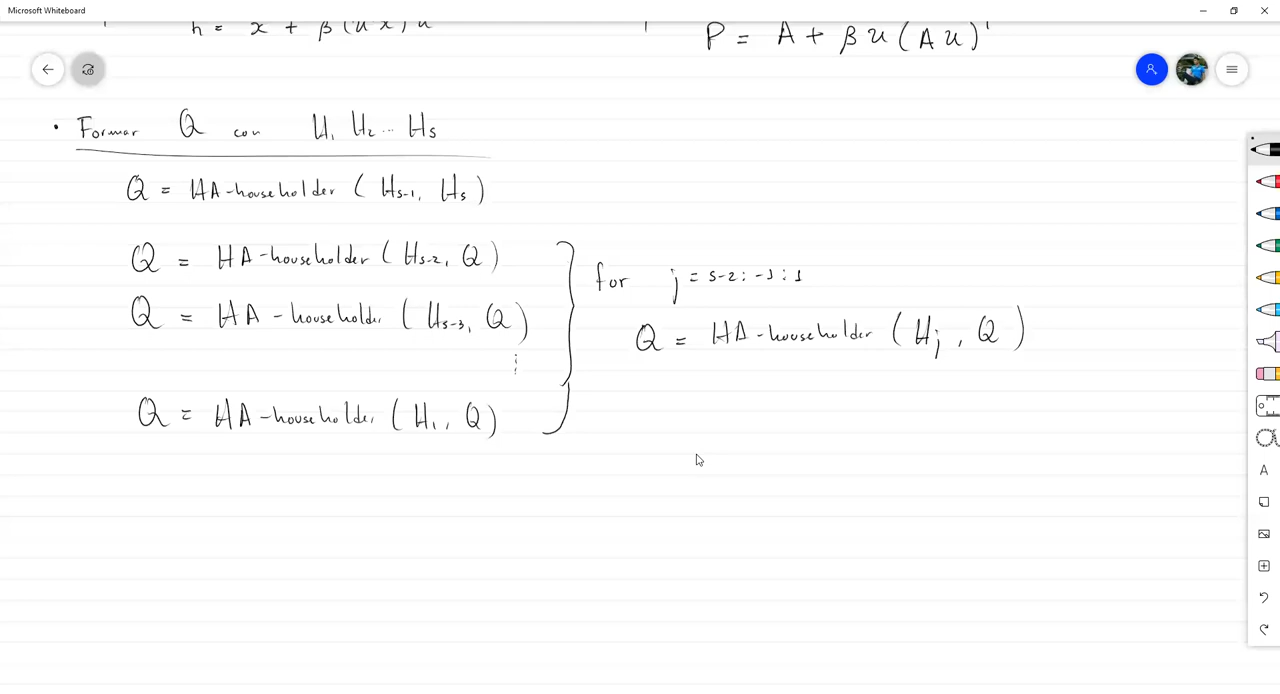 Microsoft Whiteboard
P = A + β u (A u)
• Formar Q con H₁ H₂ ... Hs
Q = HA-householder ( Hs-1, Hs )
Q = HA-householder ( Hs-2, Q )
Q = HA-householder ( Hs-3, Q )
⋮
Q = HA-householder ( H₁, Q )
for j = s-2 : -1 : 1
Q = HA-householder ( Hj , Q )
A